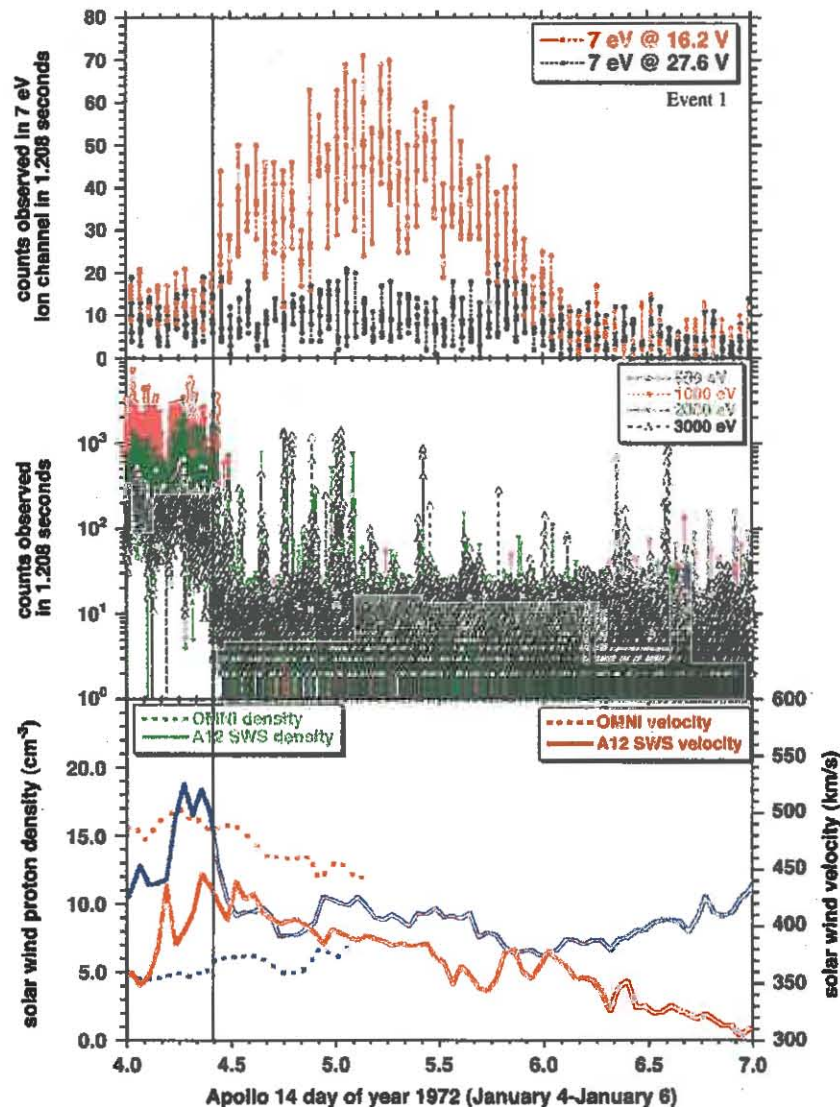 80
70
60
50
40
30
20
10
0
counts observed in 7 eV
ion channel in 1.208 seconds
7 eV @ 16.2 V
7 eV @ 27.6 V
Event 1
10³
10²
10¹
10⁰
counts observed
in 1.208 seconds
500 eV
1000 eV
2000 eV
3000 eV
OMNI density
A12 SWS density
OMNI velocity
A12 SWS velocity
20.0
15.0
10.0
5.0
0.0
solar wind proton density (cm⁻³)
600
550
500
450
400
350
300
solar wind velocity (km/s)
4.0
4.5
5.0
5.5
6.0
6.5
7.0
Apollo 14 day of year 1972 (January 4-January 6)